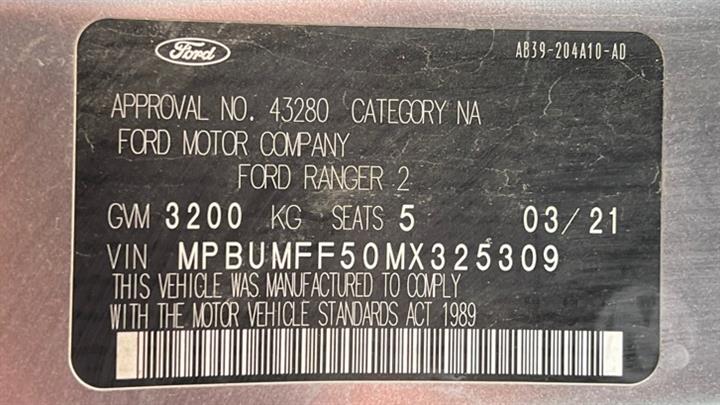 Ford AB39-204A10-AD
APPROVAL NO. 43280 CATEGORY NA
FORD MOTOR COMPANY
FORD RANGER 2
GVM 3200 KG SEATS 5 03/21
VIN MPBUMFF50MX325309
THIS VEHICLE WAS MANUFACTURED TO COMPLY
WITH THE MOTOR VEHICLE STANDARDS ACT 1989